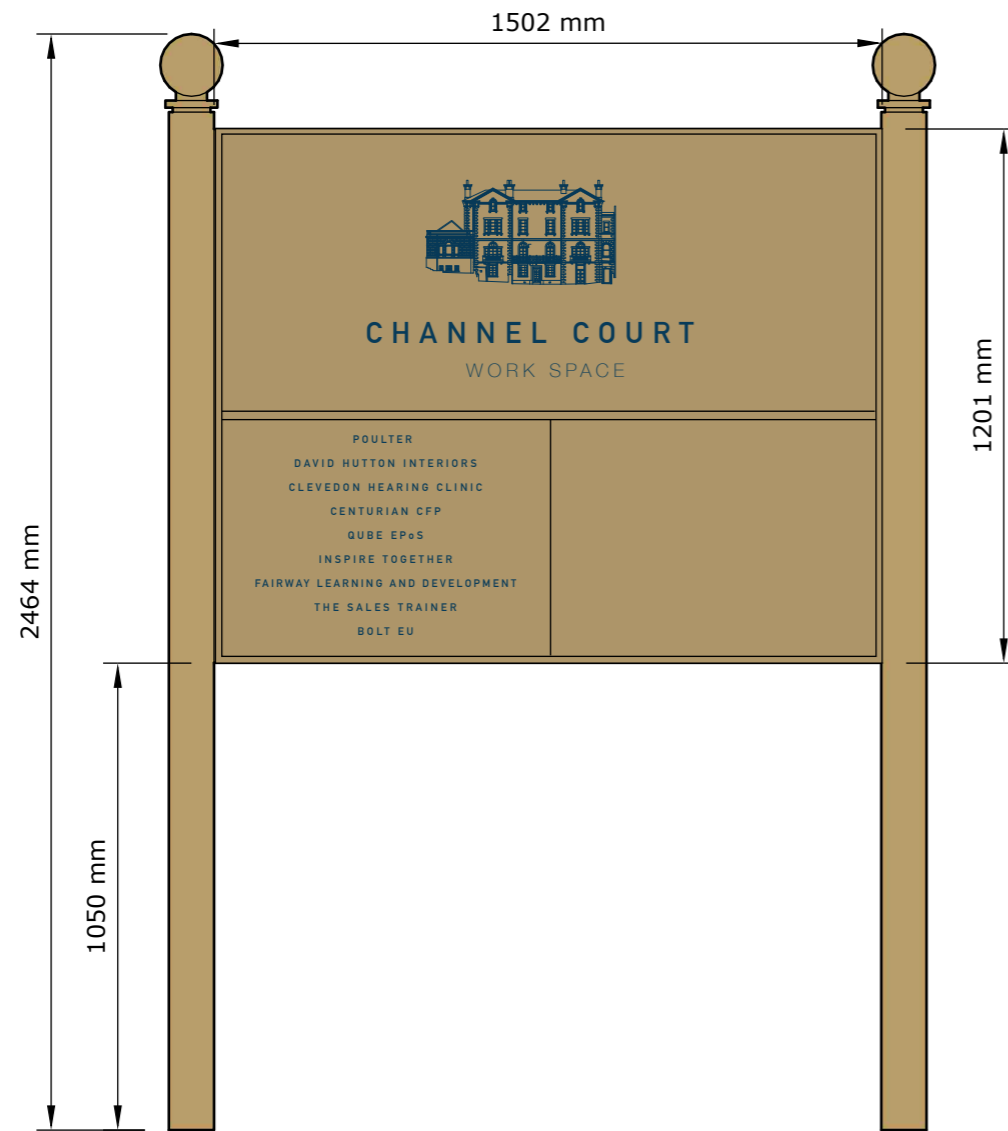 1502 mm
CHANNEL COURT
WORK SPACE
1201 mm
POULTER
DAVID HUTTON INTERIORS
CLEVEDON HEARING CLINIC
CENTURIAN CFP
QUBE EPoS
INSPIRE TOGETHER
FAIRWAY LEARNING AND DEVELOPMENT
THE SALES TRAINER
BOLT EU
2464 mm
1050 mm